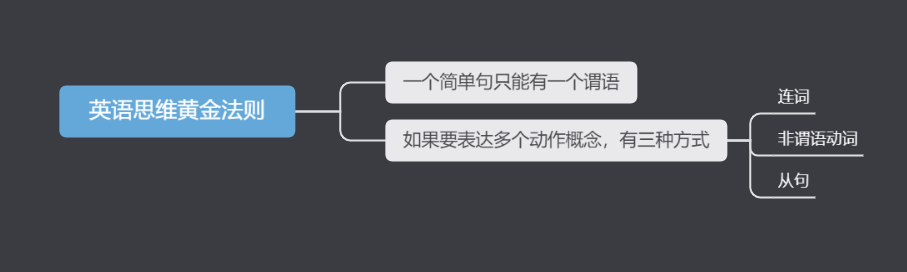 英语思维黄金法则
一个简单句只能有一个谓语
如果要表达多个动作概念，有三种方式
连词
非谓语动词
从句